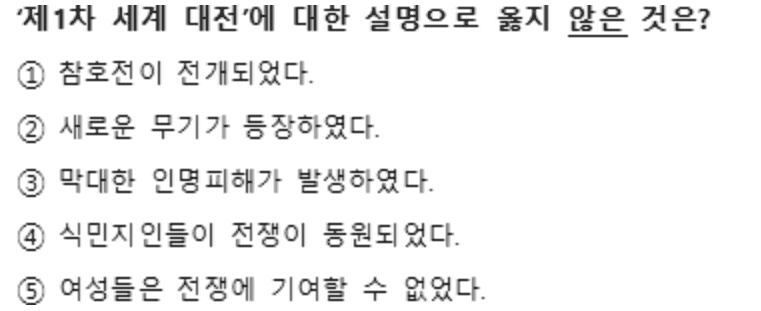 ‘제1차 세계 대전’에 대한 설명으로 옳지 않은 것은?
① 참호전이 전개되었다.
② 새로운 무기가 등장하였다.
③ 막대한 인명피해가 발생하였다.
④ 식민지인들이 전쟁이 동원되었다.
⑤ 여성들은 전쟁에 기여할 수 없었다.